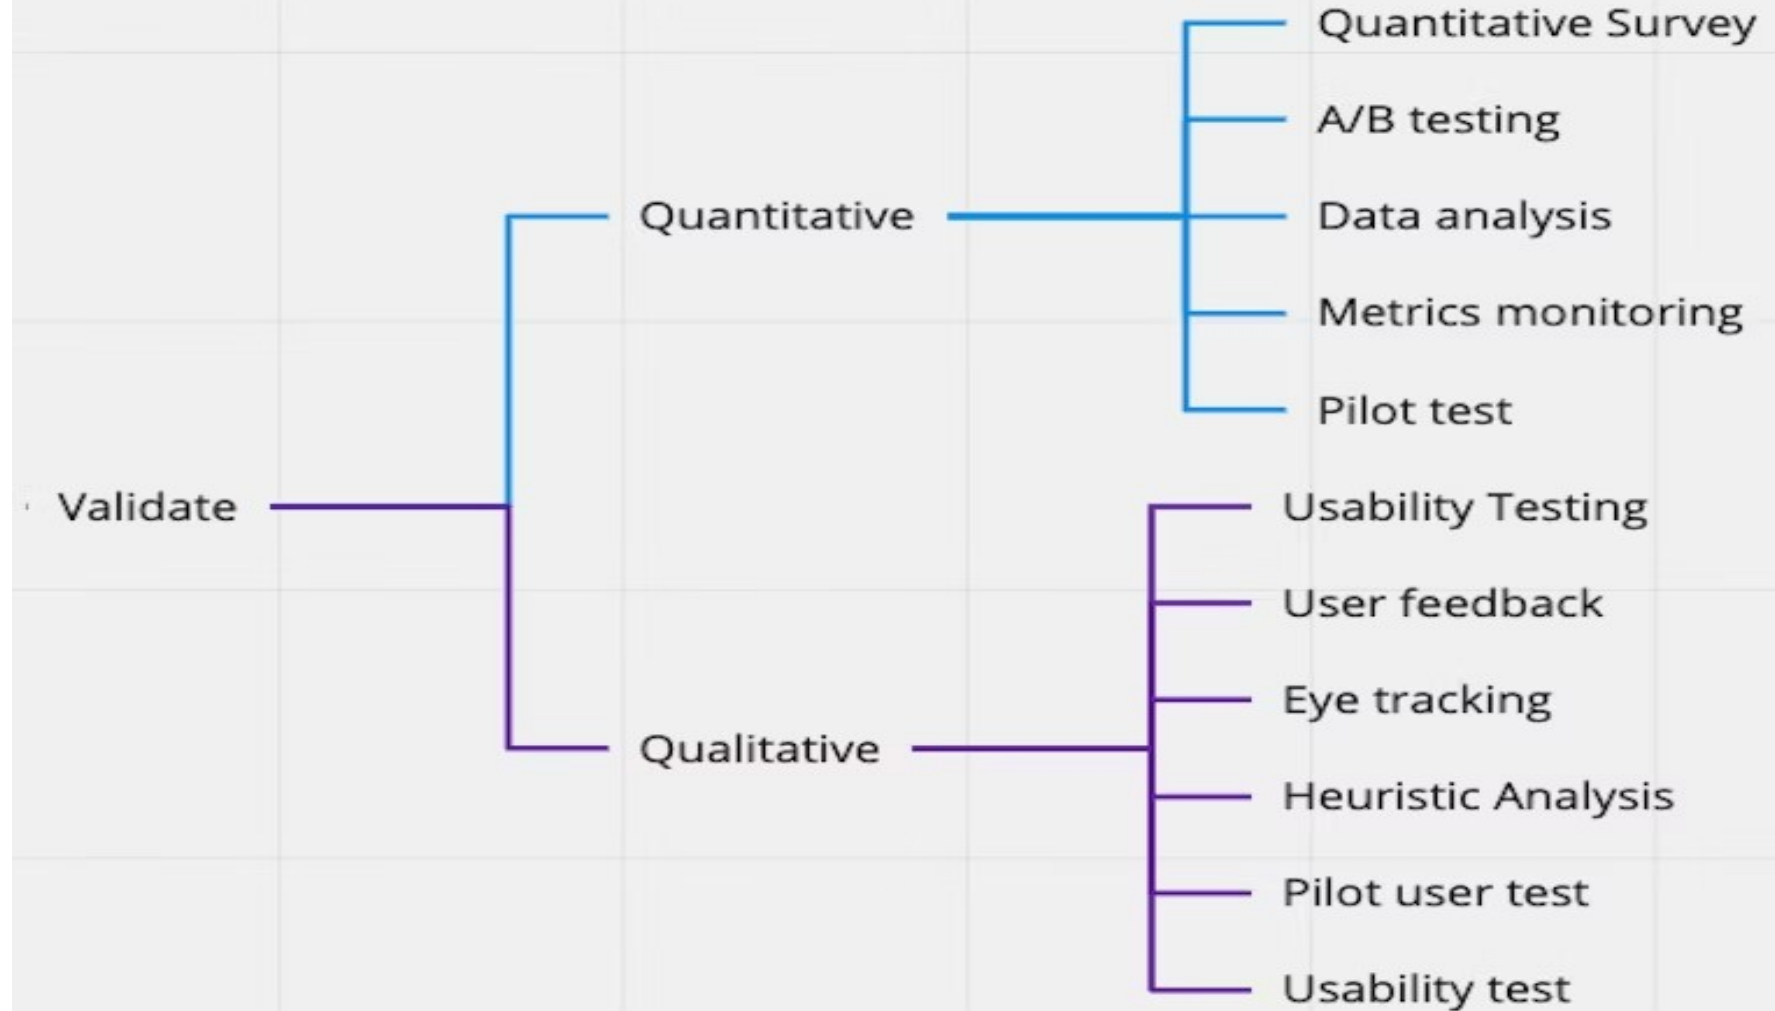 Quantitative Survey
A/B testing
Quantitative
Data analysis
Metrics monitoring
Pilot test
Validate
Usability Testing
User feedback
Eye tracking
Qualitative
Heuristic Analysis
Pilot user test
Usability test